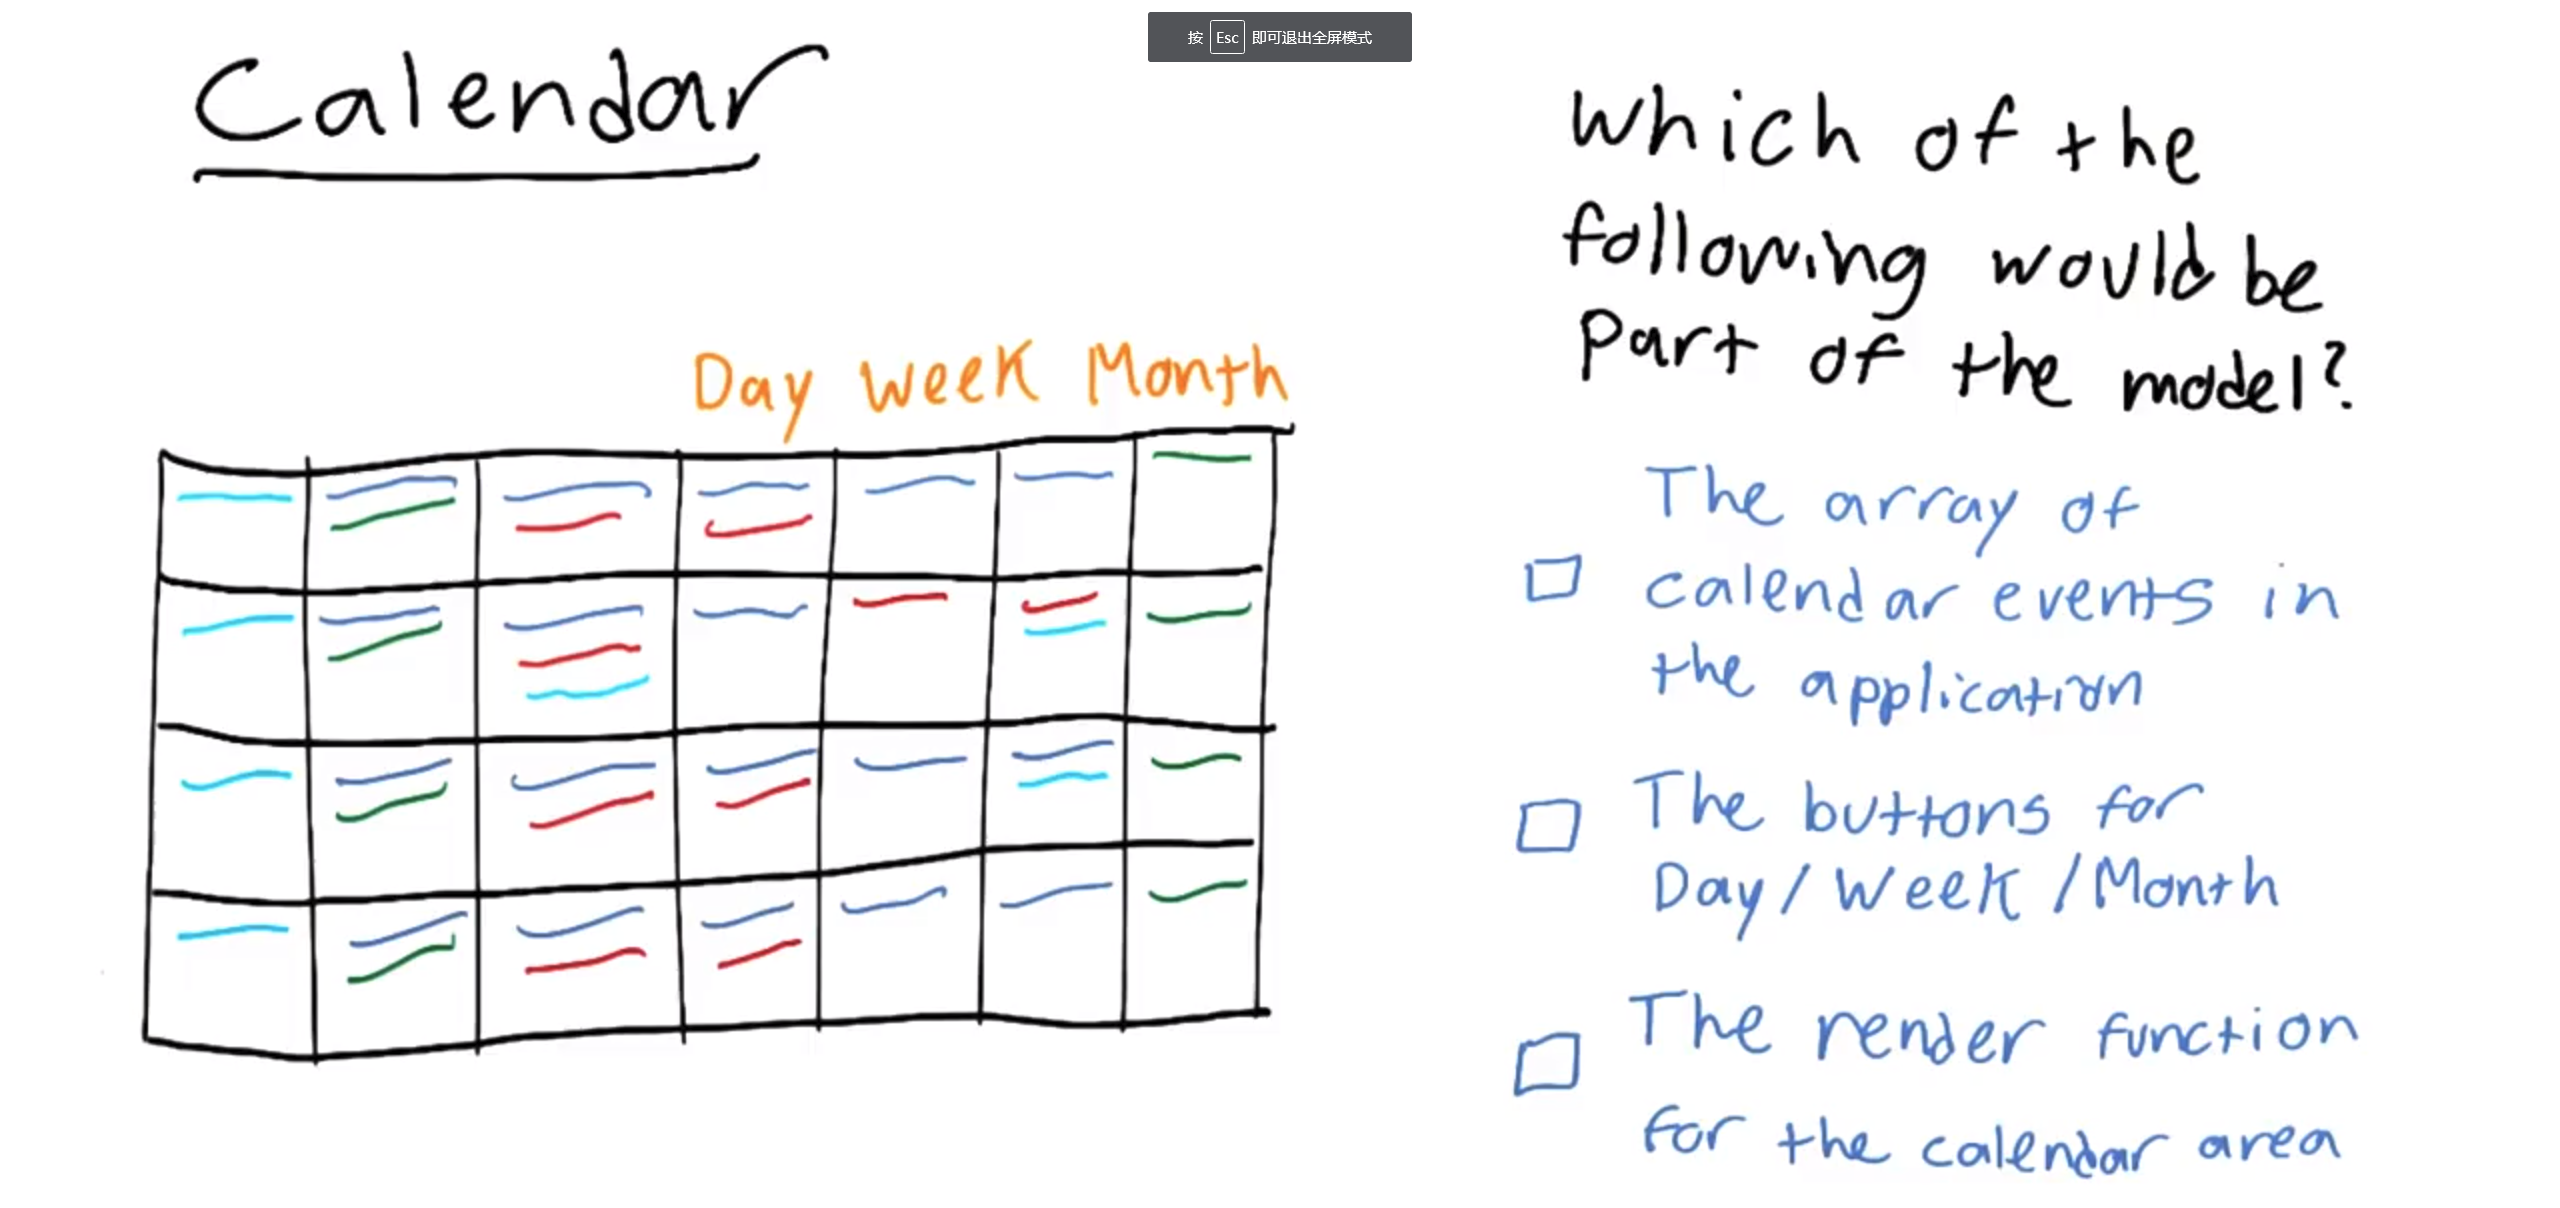 按 Esc 即可退出全屏模式
Calendar
Day Week Month
Which of the
following would be
part of the model?
The array of
calendar events in
the application
The buttons for
Day/Week/Month
The render function
for the calendar area